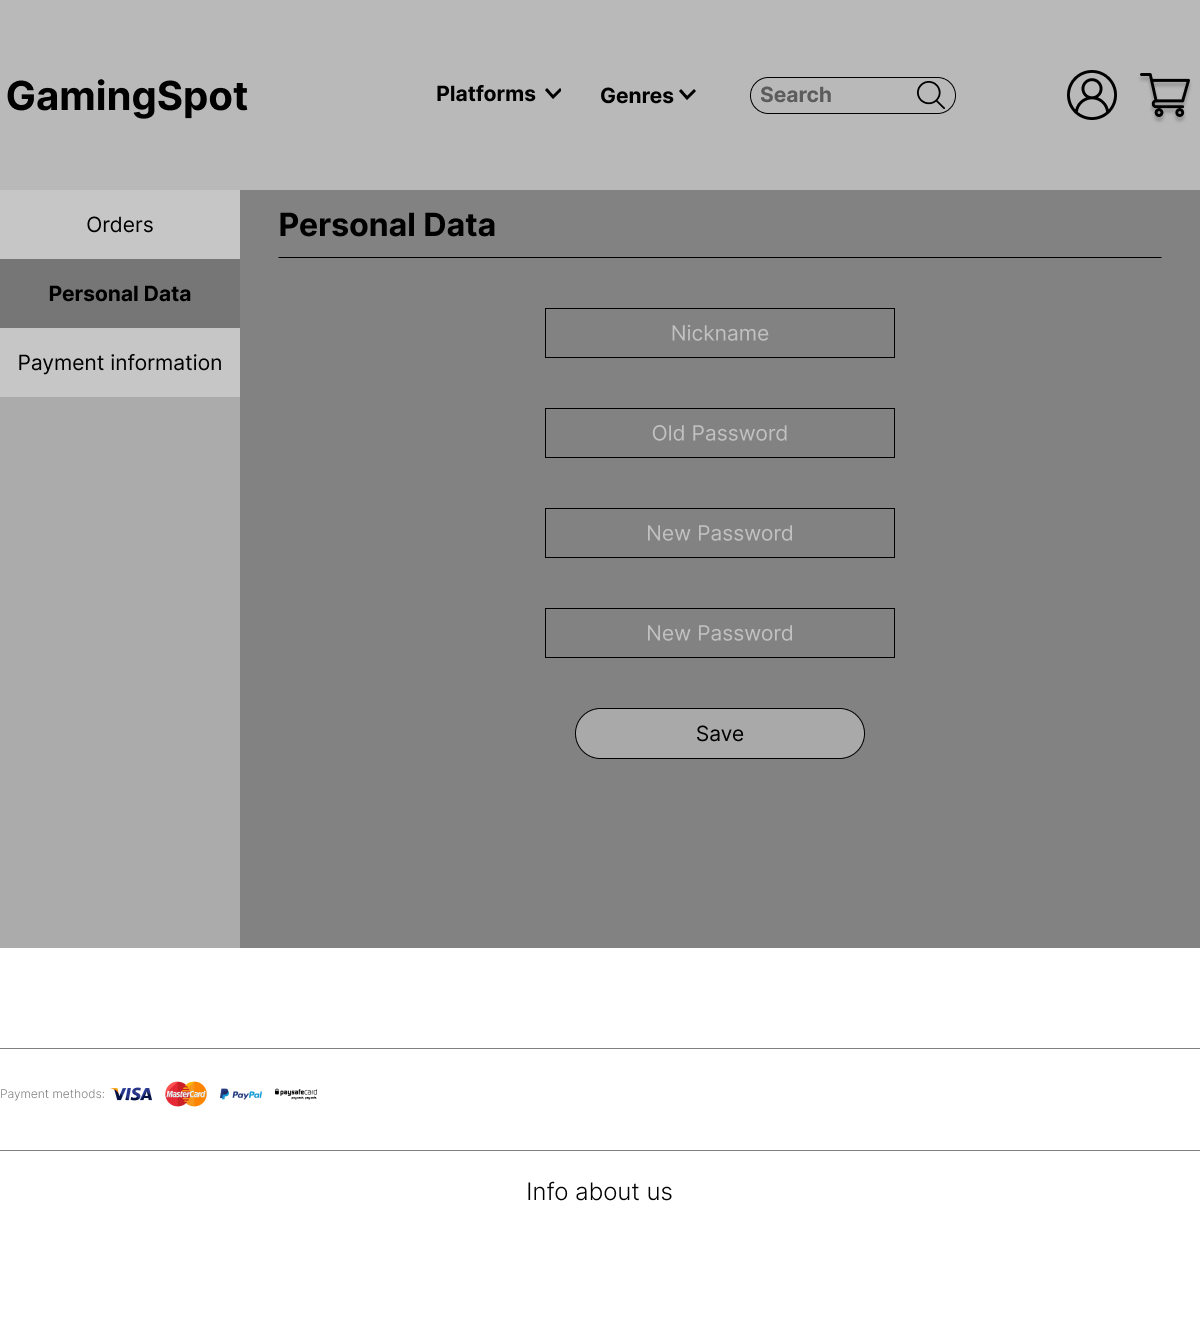 GamingSpot
Platforms
Genres
Search
Orders
Personal Data
Payment information
Personal Data
Nickname
Old Password
New Password
New Password
Save
Payment methods: VISA MasterCard PayPal paysafecard
Info about us